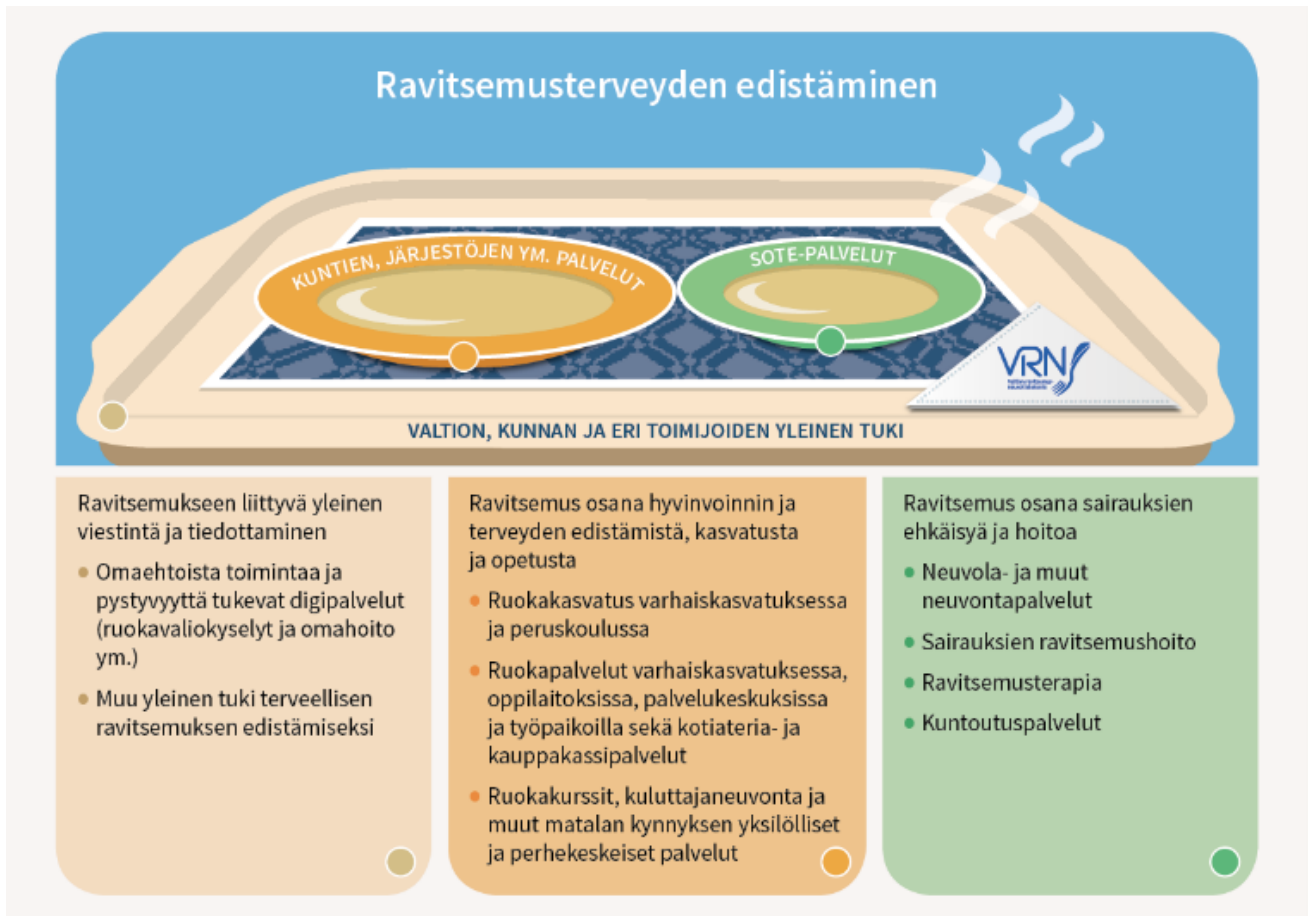 Ravitsemusterveyden edistäminen
KUNTIEN, JÄRJESTÖJEN YM. PALVELUT
SOTE-PALVELUT
VRN
VALTION, KUNNAN JA ERI TOIMIJOIDEN YLEINEN TUKI
Ravitsemukseen liittyvä yleinen
viestintä ja tiedottaminen
• Omaehtoista toimintaa ja
pystyvyyttä tukevat digipalvelut
(ruokavaliokyselyt ja omahoito
ym.)
• Muu yleinen tuki terveellisen
ravitsemuksen edistämiseksi
Ravitsemus osana hyvinvoinnin ja
terveyden edistämistä, kasvatusta
ja opetusta
• Ruokakasvatus varhaiskasvatuksessa
ja peruskoulussa
• Ruokapalvelut varhaiskasvatuksessa,
oppilaitoksissa, palvelukeskuksissa
ja työpaikoilla sekä kotiateria- ja
kauppakassipalvelut
• Ruokakurssit, kuluttajaneuvonta ja
muut matalan kynnyksen yksilölliset
ja perhekeskeiset palvelut
Ravitsemus osana sairauksien
ehkäisyä ja hoitoa
• Neuvola- ja muut
neuvontapalvelut
• Sairauksien ravitsemushoito
• Ravitsemusterapia
• Kuntoutuspalvelut